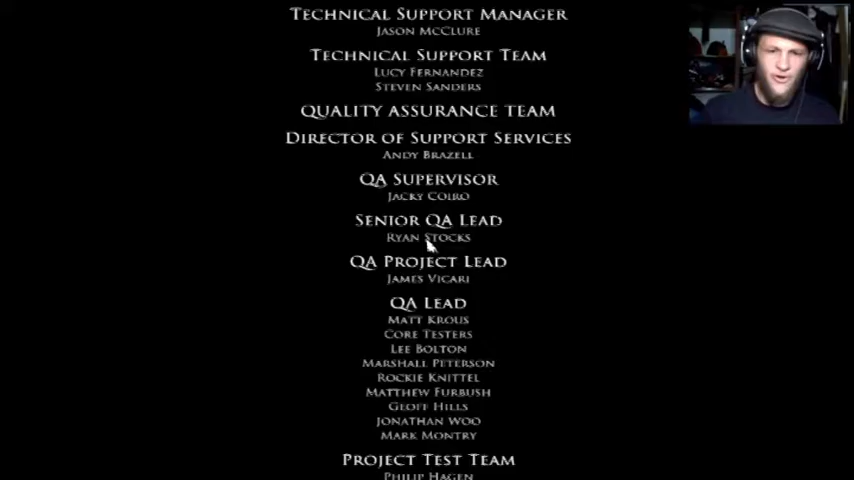 Technical Support Manager
Jason McClure
Technical Support Team
Lucy Fernandez
Steven Sanders
Quality Assurance Team
Director of Support Services
Andy Brazell
QA Supervisor
Jacky Coiro
Senior QA Lead
Ryan Stocks
QA Project Lead
James Vicari
QA Lead
Matt Krous
Core Testers
Lee Bolton
Marshall Peterson
Rockie Knittel
Matthew Furbush
Geoff Hills
Jonathan Woo
Mark Montry
Project Test Team
Philip Hagen